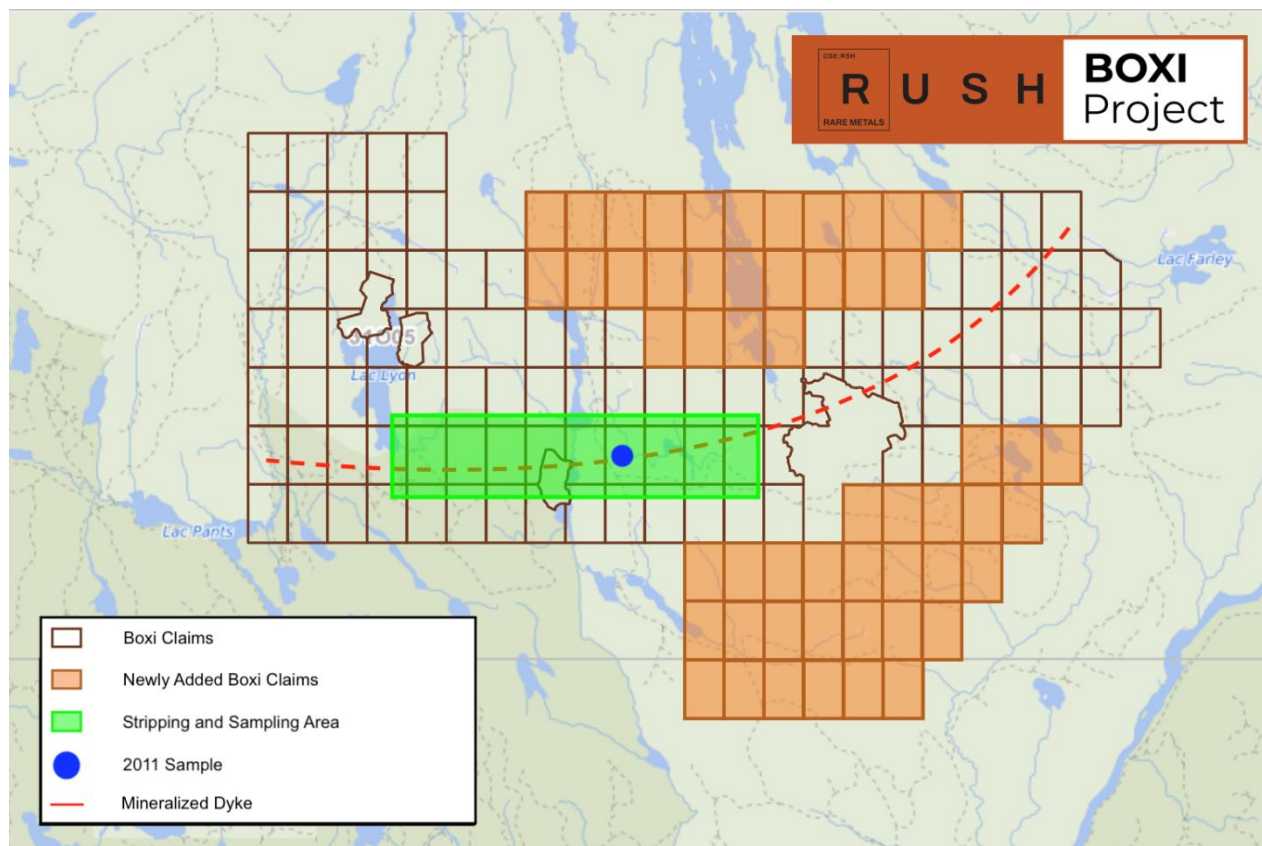 CSE:RSH
R U S H
RARE METALS
BOXI
Project
Lac Farley
31O05
Lac Lyon
Lac Pants
Boxi Claims
Newly Added Boxi Claims
Stripping and Sampling Area
2011 Sample
Mineralized Dyke